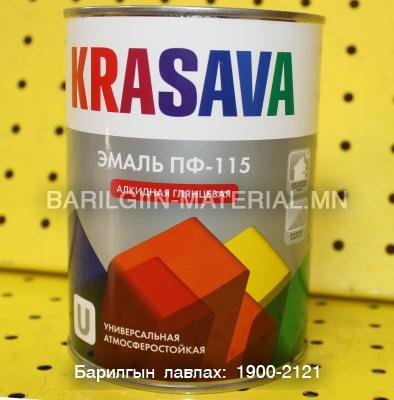 KRASAVA
ЭМАЛЬ ПФ-115
АЛКИДНАЯ ГЛЯНЦЕВАЯ
BARILGIIN-MATERIAL.MN
U
УНИВЕРСАЛЬНАЯ
АТМОСФЕРОСТОЙКАЯ
Барилгын лавлах: 1900-2121